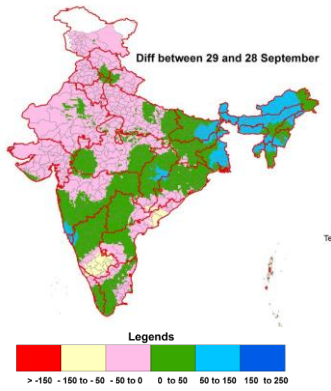 Diff between 29 and 28 September
Te
Legends
> -150 - 150 to - 50 - 50 to 0 0 to 50 50 to 150 150 to 250